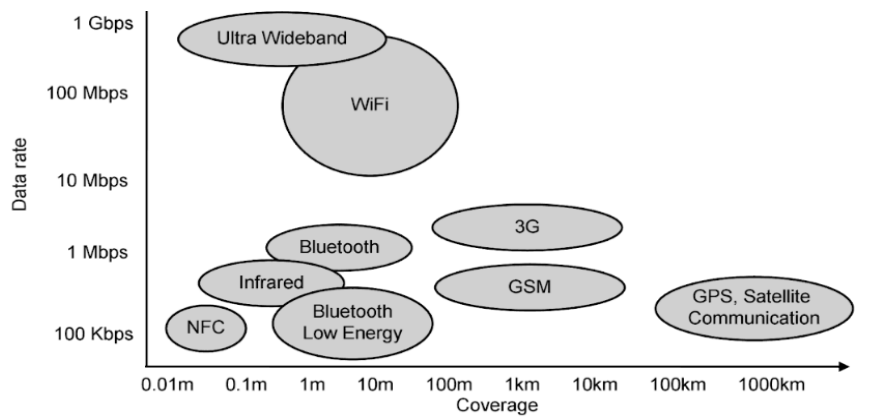 1 Gbps
Ultra Wideband
100 Mbps
WiFi
Data rate
10 Mbps
3G
Bluetooth
1 Mbps
Infrared
GSM
GPS, Satellite
Communication
Bluetooth
Low Energy
NFC
100 Kbps
0.01m 0.1m 1m 10m 100m 1km 10km 100km 1000km
Coverage